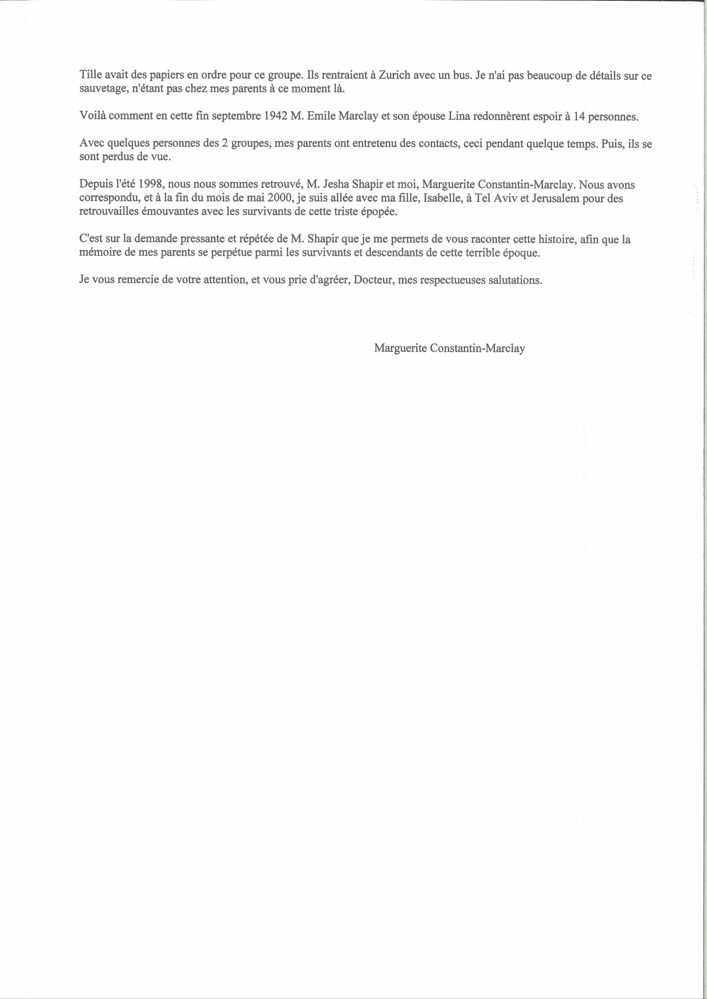 Tille avait des papiers en ordre pour ce groupe. Ils rentraient à Zurich avec un bus. Je n'ai pas beaucoup de détails sur ce
sauvetage, n'étant pas chez mes parents à ce moment là.
Voilà comment en cette fin septembre 1942 M. Emile Marclay et son épouse Lina redonnèrent espoir à 14 personnes.
Avec quelques personnes des 2 groupes, mes parents ont entretenu des contacts, ceci pendant quelque temps. Puis, ils se
sont perdus de vue.
Depuis l'été 1998, nous nous sommes retrouvé, M. Jesha Shapir et moi, Marguerite Constantin-Marclay. Nous avons
correspondu, et à la fin du mois de mai 2000, je suis allée avec ma fille, Isabelle, à Tel Aviv et Jerusalem pour des
retrouvailles émouvantes avec les survivants de cette triste épopée.
C'est sur la demande pressante et répétée de M. Shapir que je me permets de vous raconter cette histoire, afin que la
mémoire de mes parents se perpétue parmi les survivants et descendants de cette terrible époque.
Je vous remercie de votre attention, et vous prie d'agréer, Docteur, mes respectueuses salutations.
Marguerite Constantin-Marclay